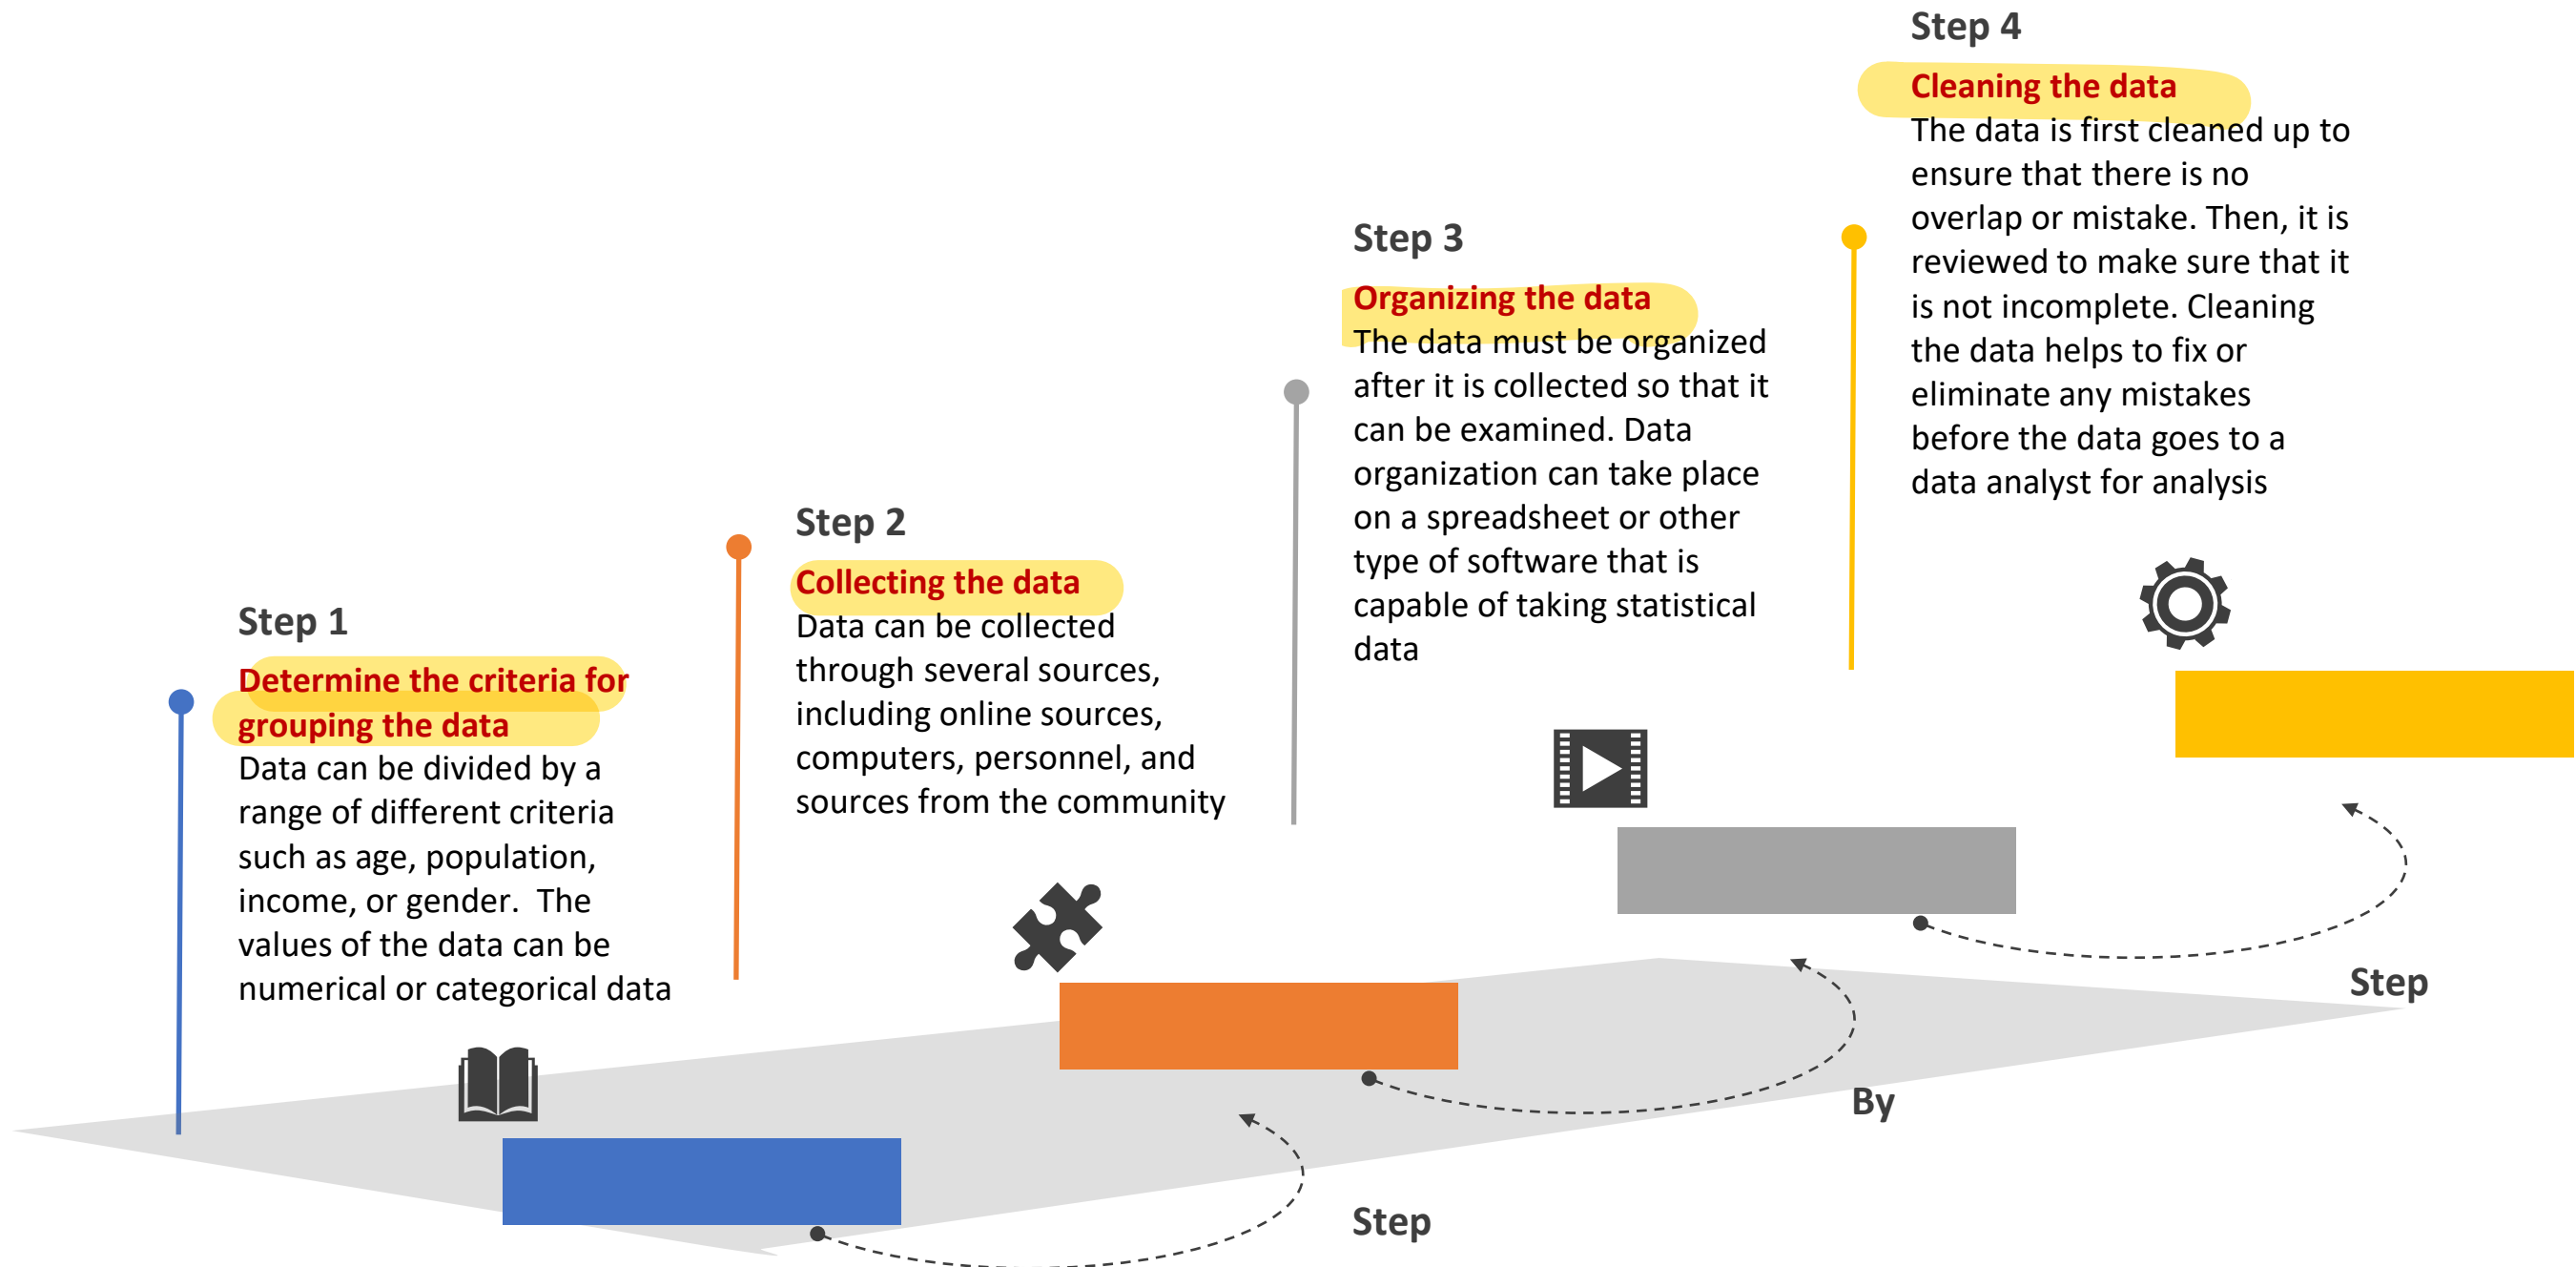 Step 1
Determine the criteria for
grouping the data
Data can be divided by a
range of different criteria
such as age, population,
income, or gender.  The
values of the data can be
numerical or categorical data
Step 2
Collecting the data
Data can be collected
through several sources,
including online sources,
computers, personnel, and
sources from the community
Step 3
Organizing the data
The data must be organized
after it is collected so that it
can be examined. Data
organization can take place
on a spreadsheet or other
type of software that is
capable of taking statistical
data
Step 4
Cleaning the data
The data is first cleaned up to
ensure that there is no
overlap or mistake. Then, it is
reviewed to make sure that it
is not incomplete. Cleaning
the data helps to fix or
eliminate any mistakes
before the data goes to a
data analyst for analysis
Step
By
Step